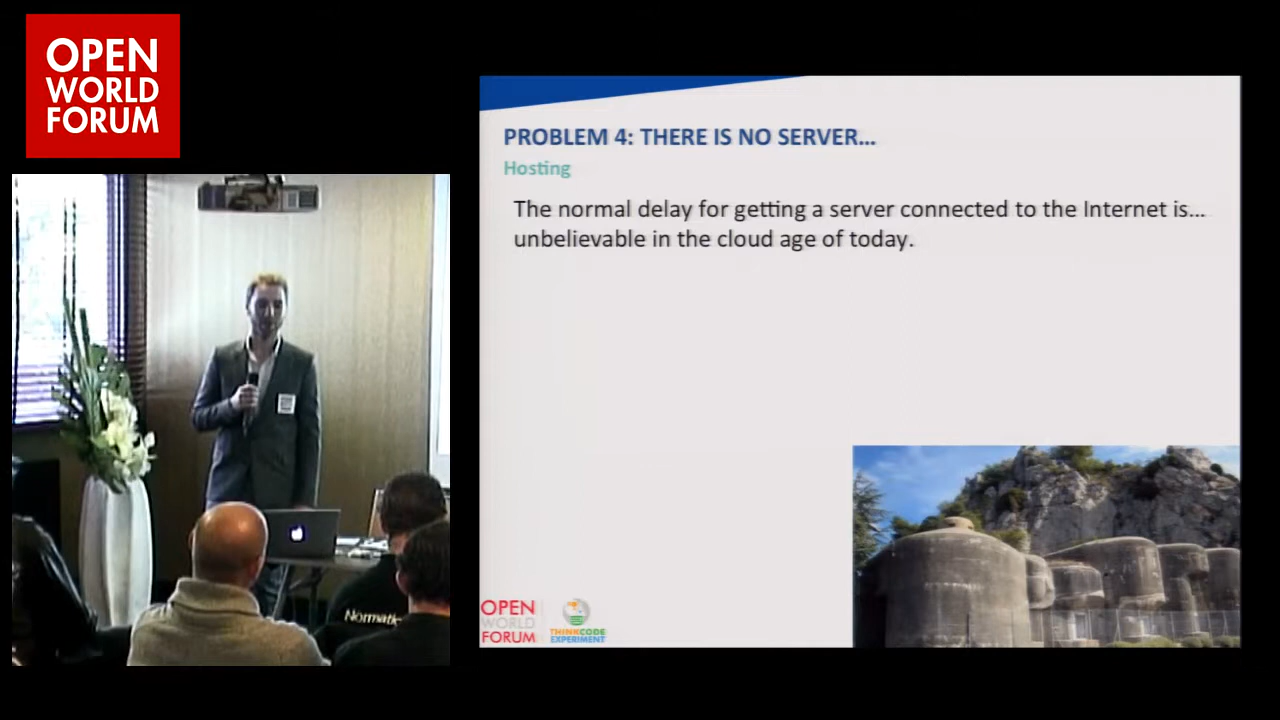 OPEN
WORLD
FORUM
PROBLEM 4: THERE IS NO SERVER...
Hosting
The normal delay for getting a server connected to the Internet is...
unbelievable in the cloud age of today.
OPEN
WORLD
FORUM
THINKCODE
EXPERIMENT